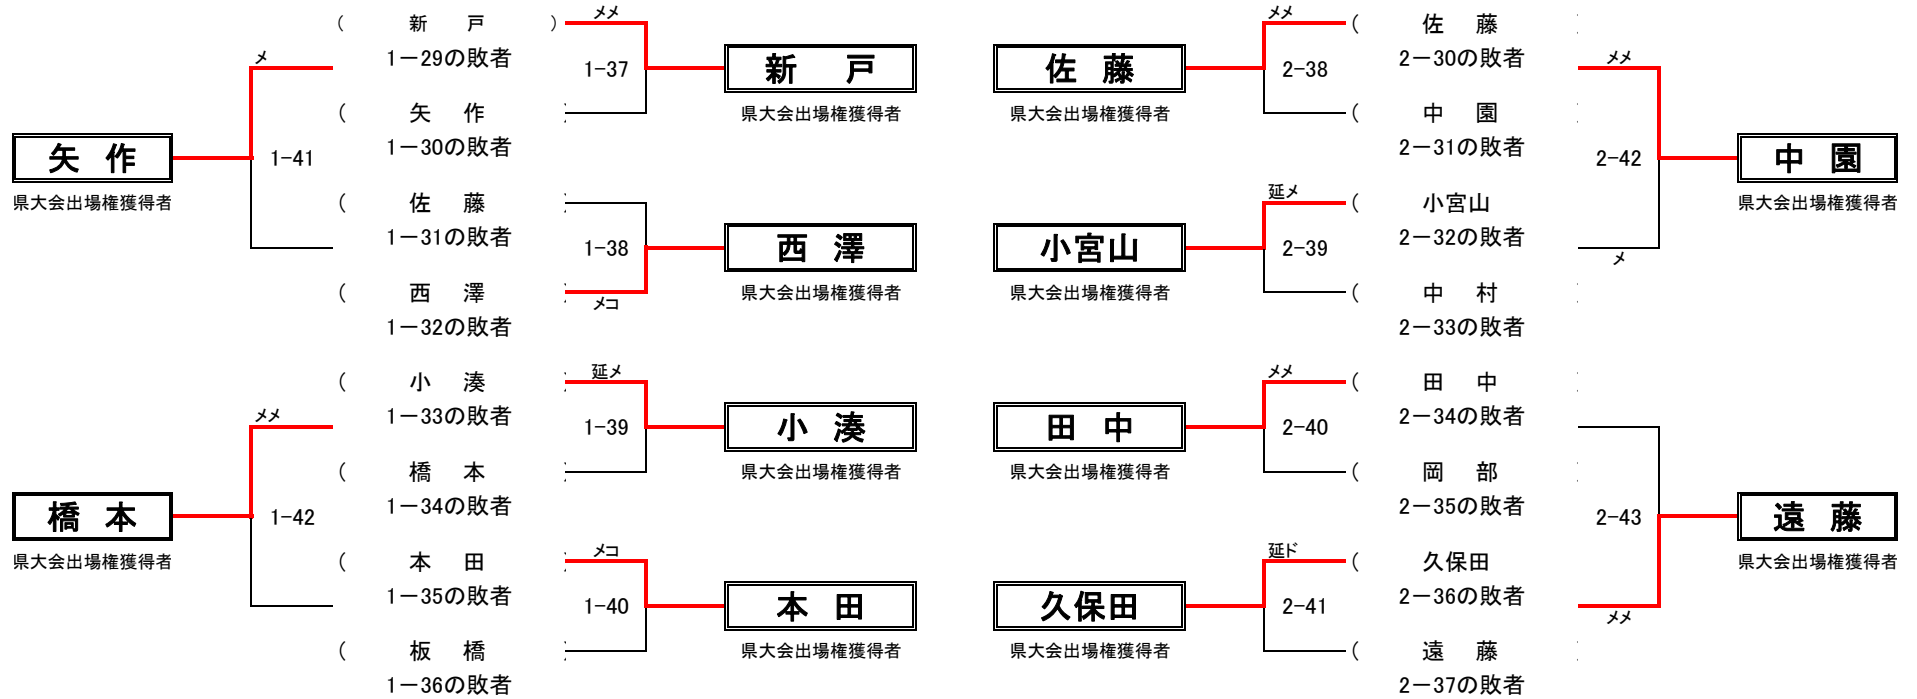 ( 新 戸 )
メメ
1－29の敗者
メ
1-37
新 戸
県大会出場権獲得者
( 矢 作 )
1－30の敗者
矢 作
県大会出場権獲得者
1-41
( 佐 藤 )
1－31の敗者
1-38
西 澤
県大会出場権獲得者
( 西 澤 )
メコ
1－32の敗者
( 小 湊 )
延メ
1－33の敗者
メメ
1-39
小 湊
県大会出場権獲得者
( 橋 本 )
1－34の敗者
橋 本
県大会出場権獲得者
1-42
( 本 田 )
メコ
1－35の敗者
1-40
本 田
県大会出場権獲得者
( 板 橋 )
1－36の敗者
メメ
( 佐 藤
2－30の敗者
メメ
佐 藤
県大会出場権獲得者
2-38
( 中 園
2－31の敗者
2-42
中 園
県大会出場権獲得者
延メ
( 小宮山
2－32の敗者
メ
小宮山
県大会出場権獲得者
2-39
( 中 村
2－33の敗者
メメ
( 田 中
2－34の敗者
田 中
県大会出場権獲得者
2-40
( 岡 部
2－35の敗者
2-43
遠 藤
県大会出場権獲得者
延ド
( 久保田
2－36の敗者
メメ
久保田
県大会出場権獲得者
2-41
( 遠 藤
2－37の敗者